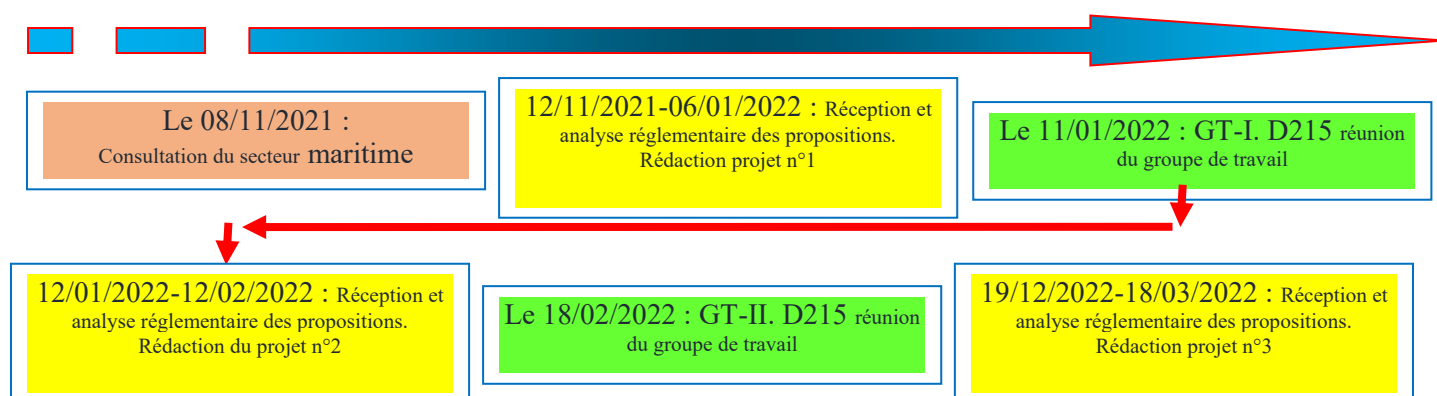 Le 08/11/2021 :
Consultation du secteur maritime
12/11/2021-06/01/2022 : Réception et
analyse réglementaire des propositions.
Rédaction projet n°1
Le 11/01/2022 : GT-I. D215 réunion
du groupe de travail
12/01/2022-12/02/2022 : Réception et
analyse réglementaire des propositions.
Rédaction du projet n°2
Le 18/02/2022 : GT-II. D215 réunion
du groupe de travail
19/12/2022-18/03/2022 : Réception et
analyse réglementaire des propositions.
Rédaction projet n°3